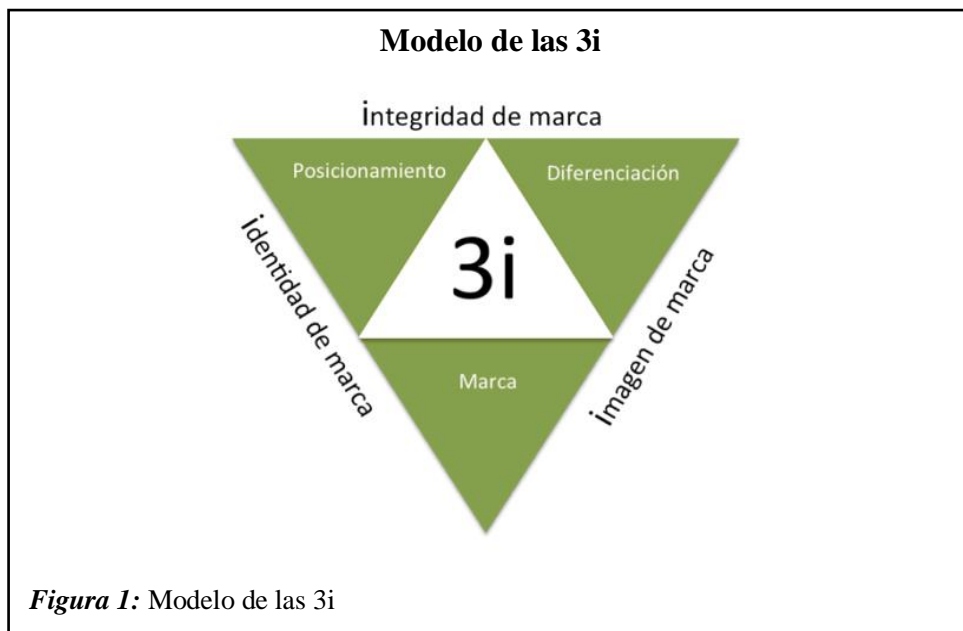 Modelo de las 3i
integridad de marca
Posicionamiento
Diferenciación
identidad de marca
3i
imagen de marca
Marca
Figura 1: Modelo de las 3i